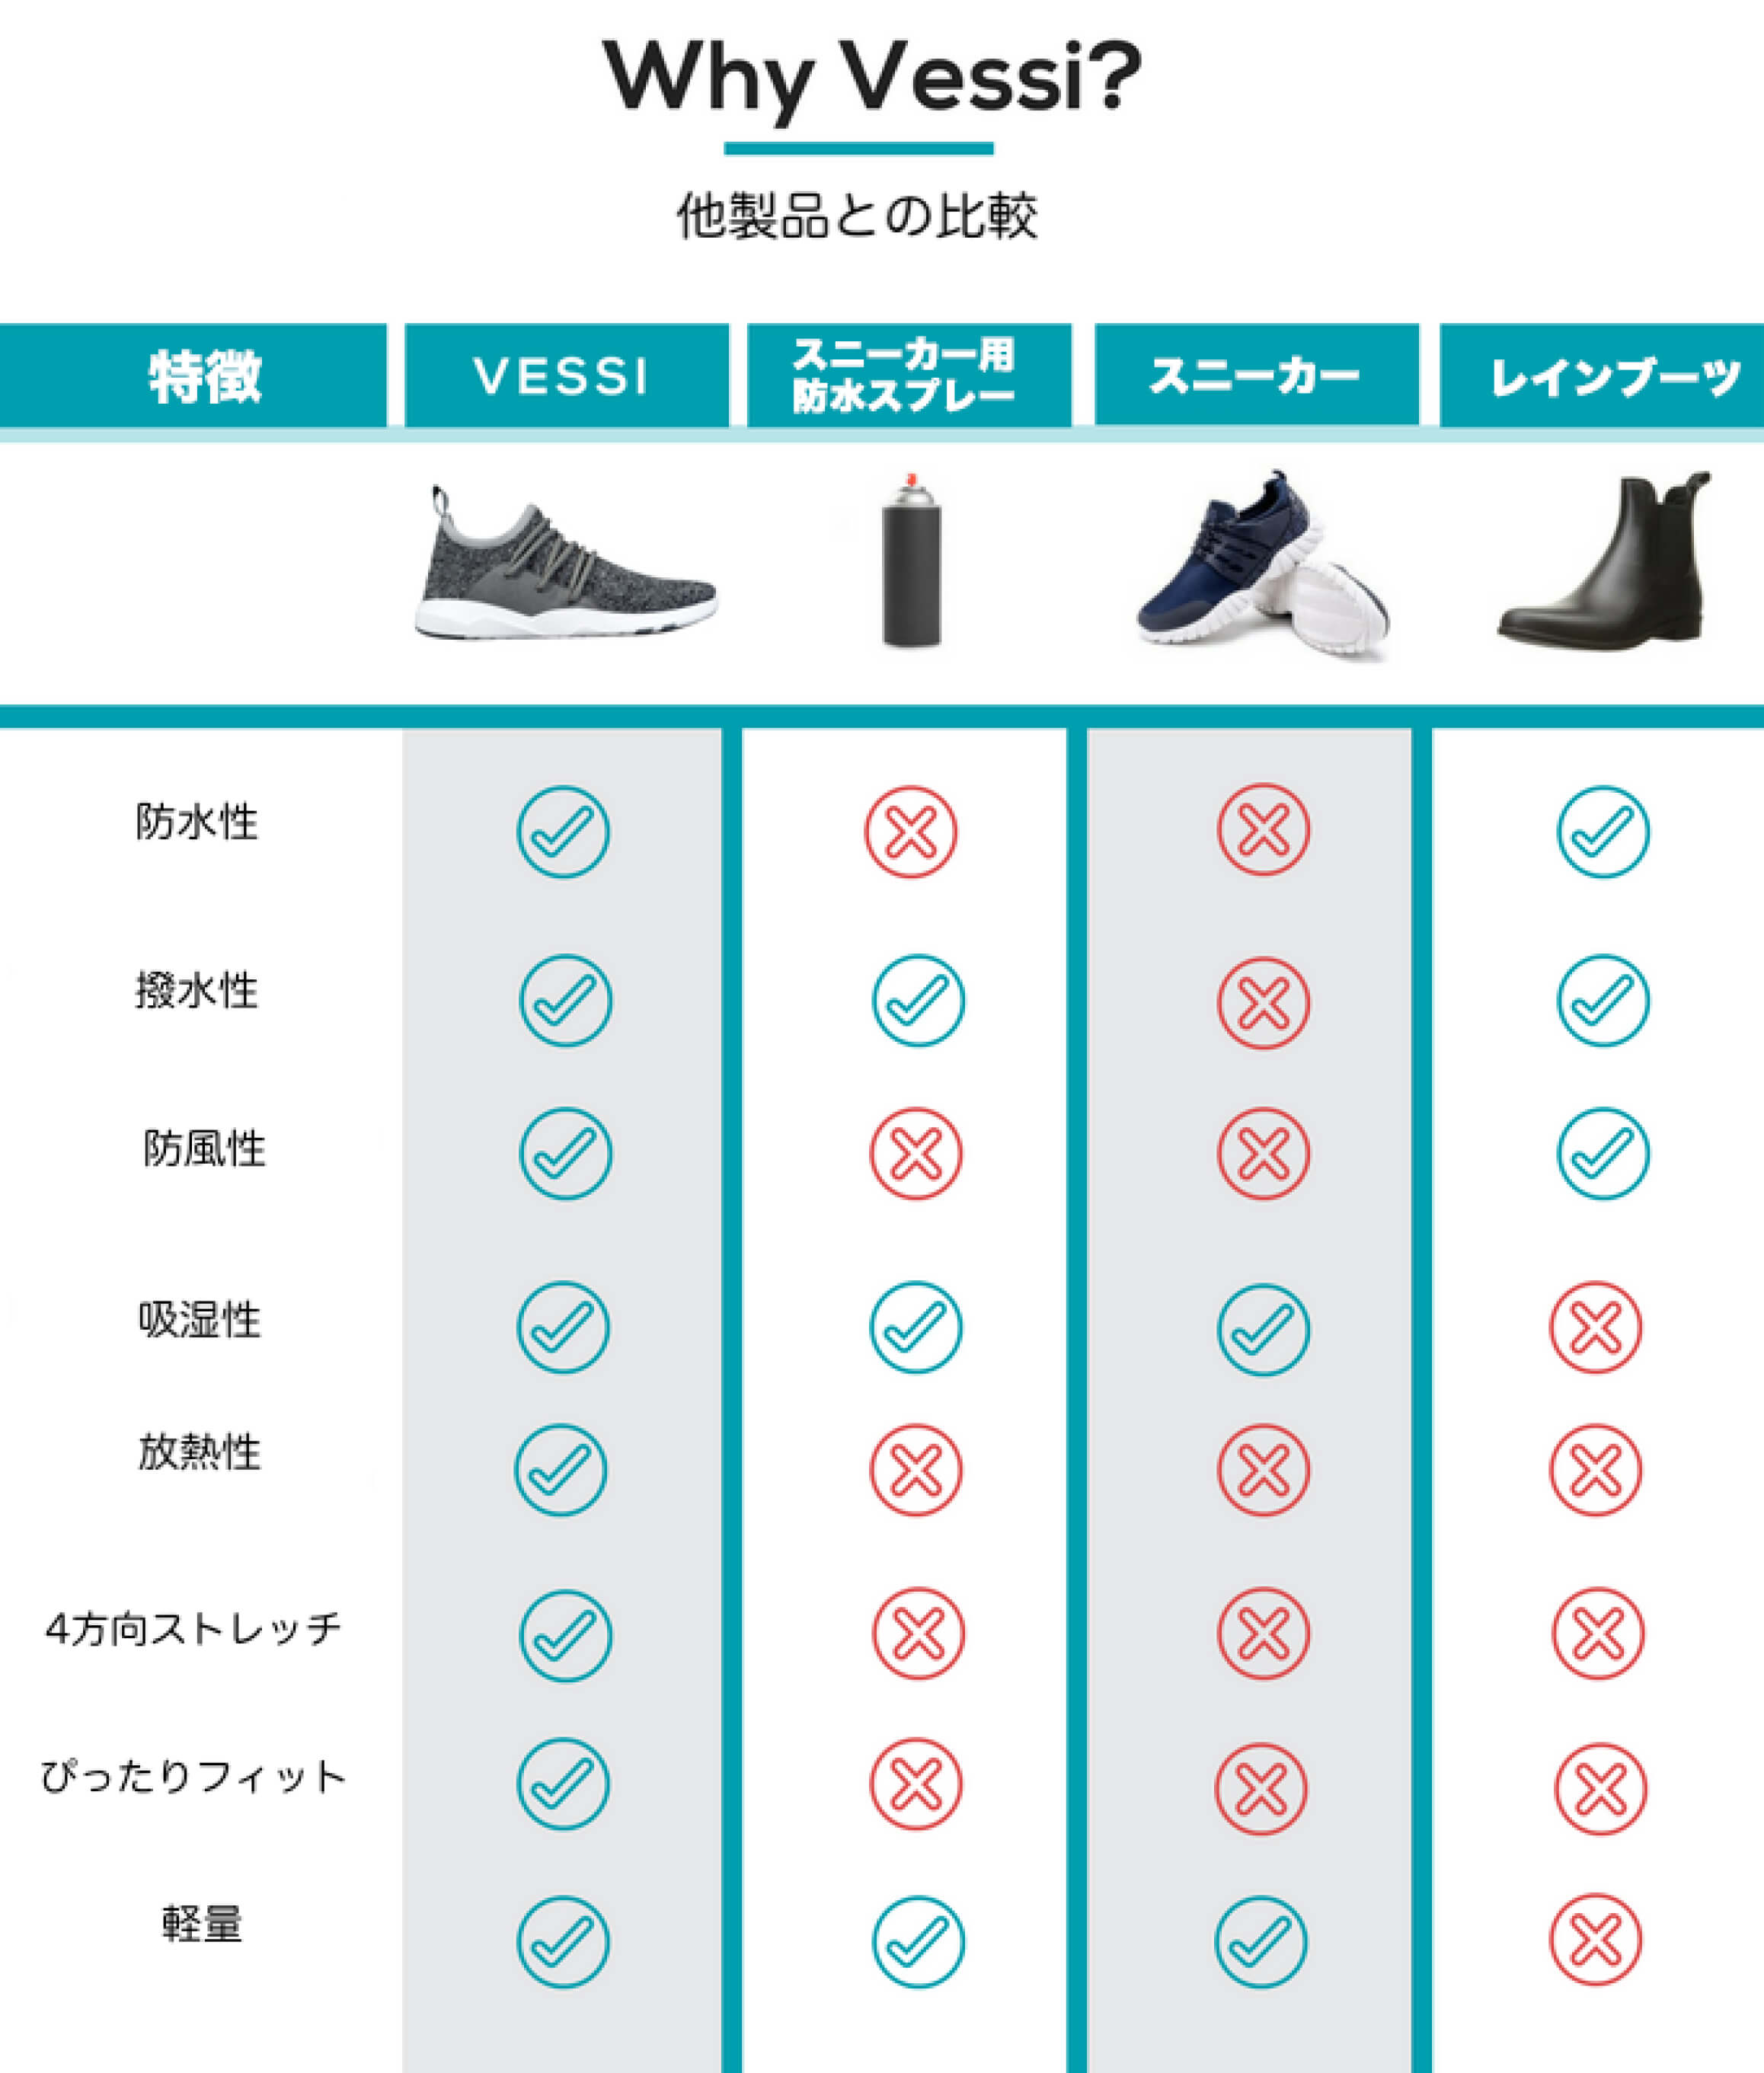 Why Vessi?
他製品との比較
特徴
VESSI
スニーカー用
防水スプレー
スニーカー
レインブーツ
防水性
撥水性
防風性
吸湿性
放熱性
4方向ストレッチ
ぴったりフィット
軽量